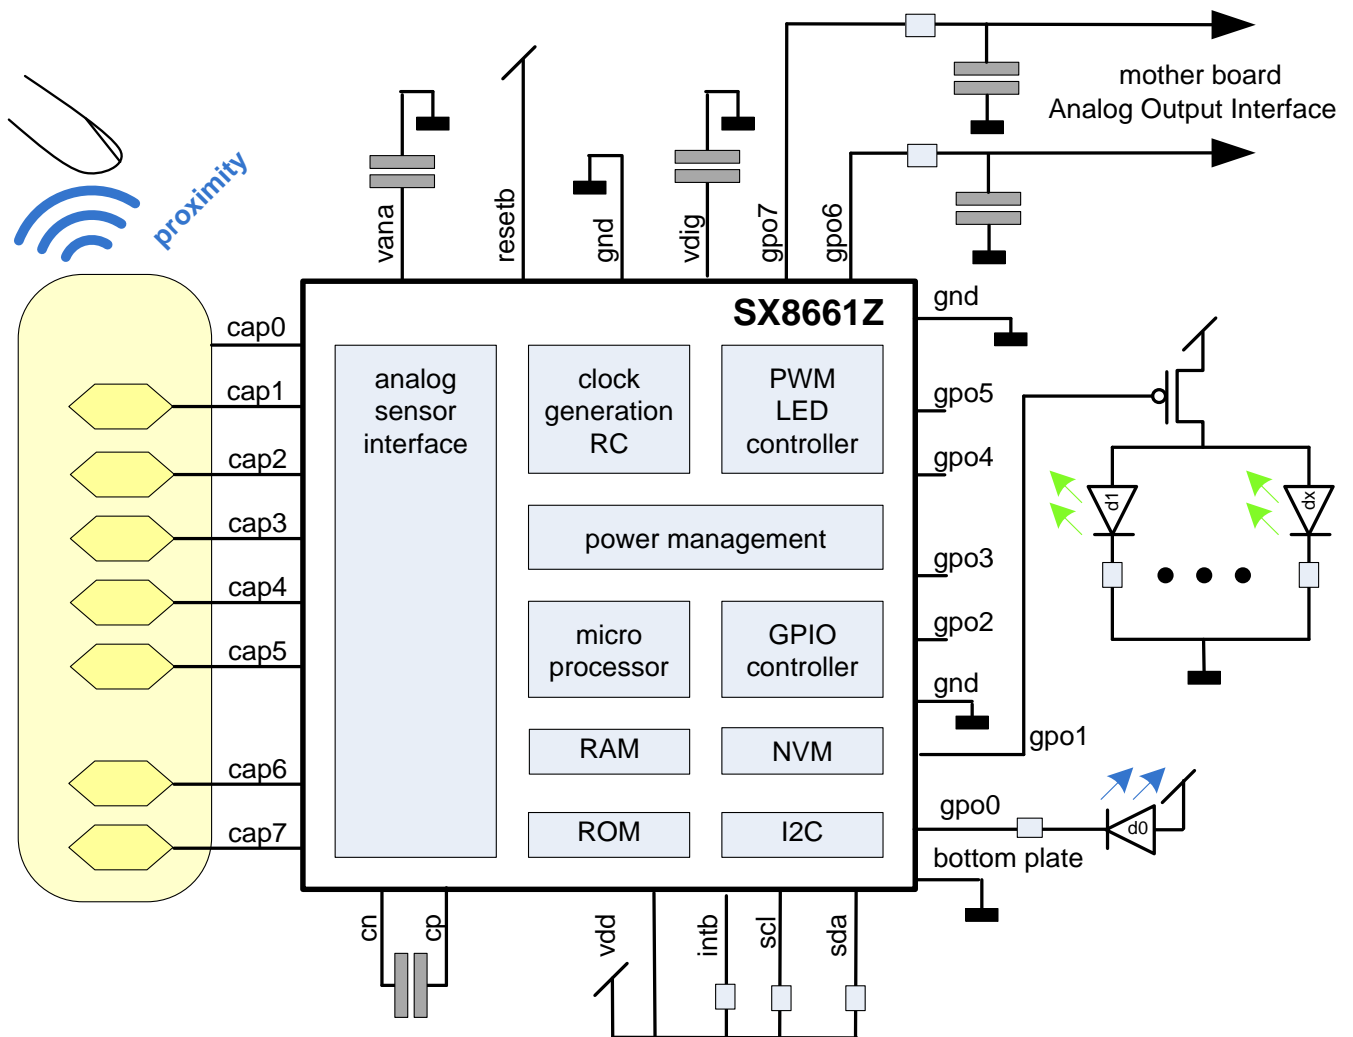 mother board
Analog Output Interface
proximity
vana
resetb
gnd
vdig
gpo7
gpo6
SX8661Z
gnd
cap0
cap1
cap2
cap3
cap4
cap5
cap6
cap7
analog
sensor
interface
clock
generation
RC
PWM
LED
controller
power management
micro
processor
GPIO
controller
RAM
NVM
ROM
I2C
gpo5
gpo4
gpo3
gpo2
gnd
gpo1
gpo0
bottom plate
d1
dx
d0
cn
cp
vdd
intb
scl
sda